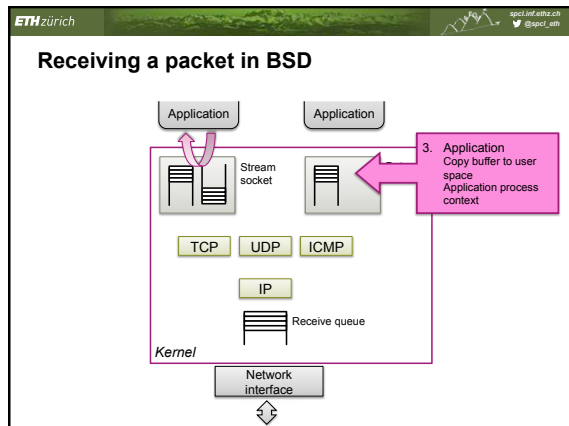 ETH zürich
spcl.inf.ethz.ch
@spcl_eth
Receiving a packet in BSD
Application
Application
Stream
socket
3. Application
Copy buffer to user
space
Application process
context
TCP
UDP
ICMP
IP
Receive queue
Kernel
Network
interface